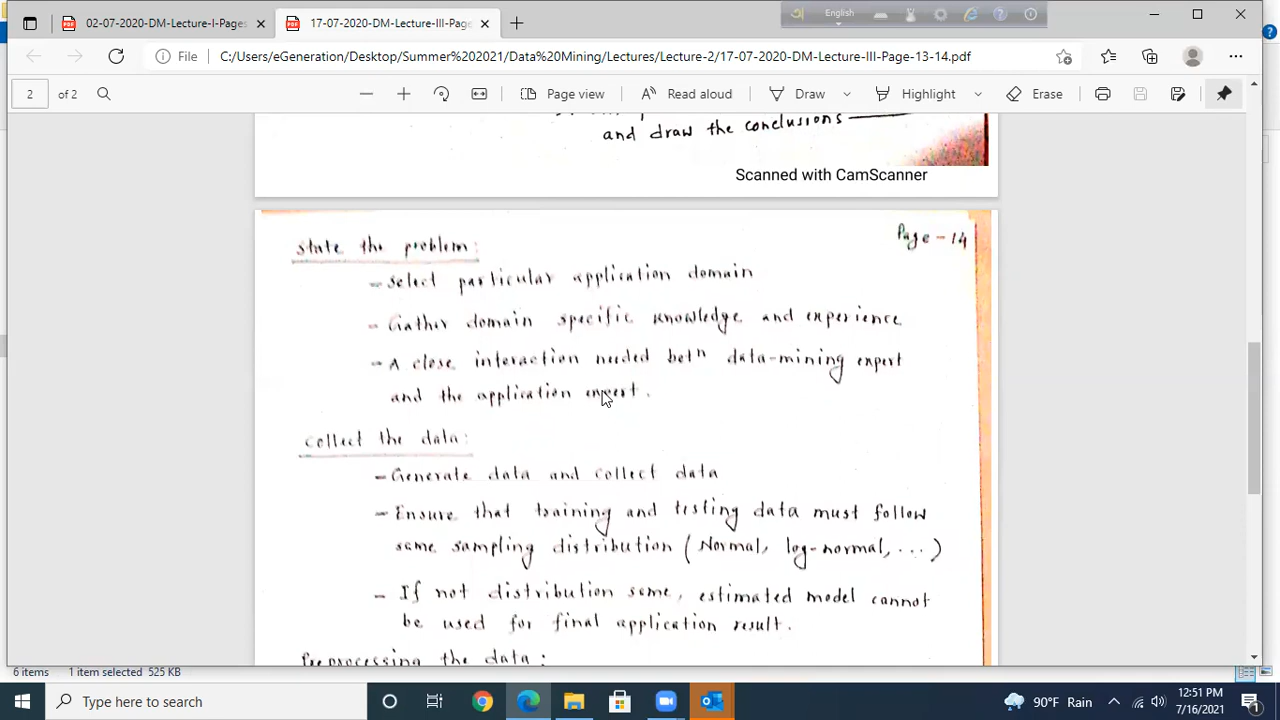 02-07-2020-DM-Lecture-I-Pages
17-07-2020-DM-Lecture-III-Page
English
File
C:/Users/eGeneration/Desktop/Summer%202021/Data%20Mining/Lectures/Lecture-2/17-07-2020-DM-Lecture-III-Page-13-14.pdf
2 of 2
Page view
Read aloud
Draw
Highlight
Erase
and draw the conclusions
Scanned with CamScanner
Page - 14
State the problem:
- Select particular application domain
- Gather domain specific knowledge and experience
- A close interaction needed both data-mining expert
and the application expert.
Collect the data:
- Generate data and collect data
- Ensure that training and testing data must follow
same sampling distribution (Normal, log-normal, ...)
- If not distribution same, estimated model cannot
be used for final application result.
Preprocessing the data:
6 items 1 item selected 525 KB
Type here to search
90°F Rain
12:51 PM
7/16/2021
1